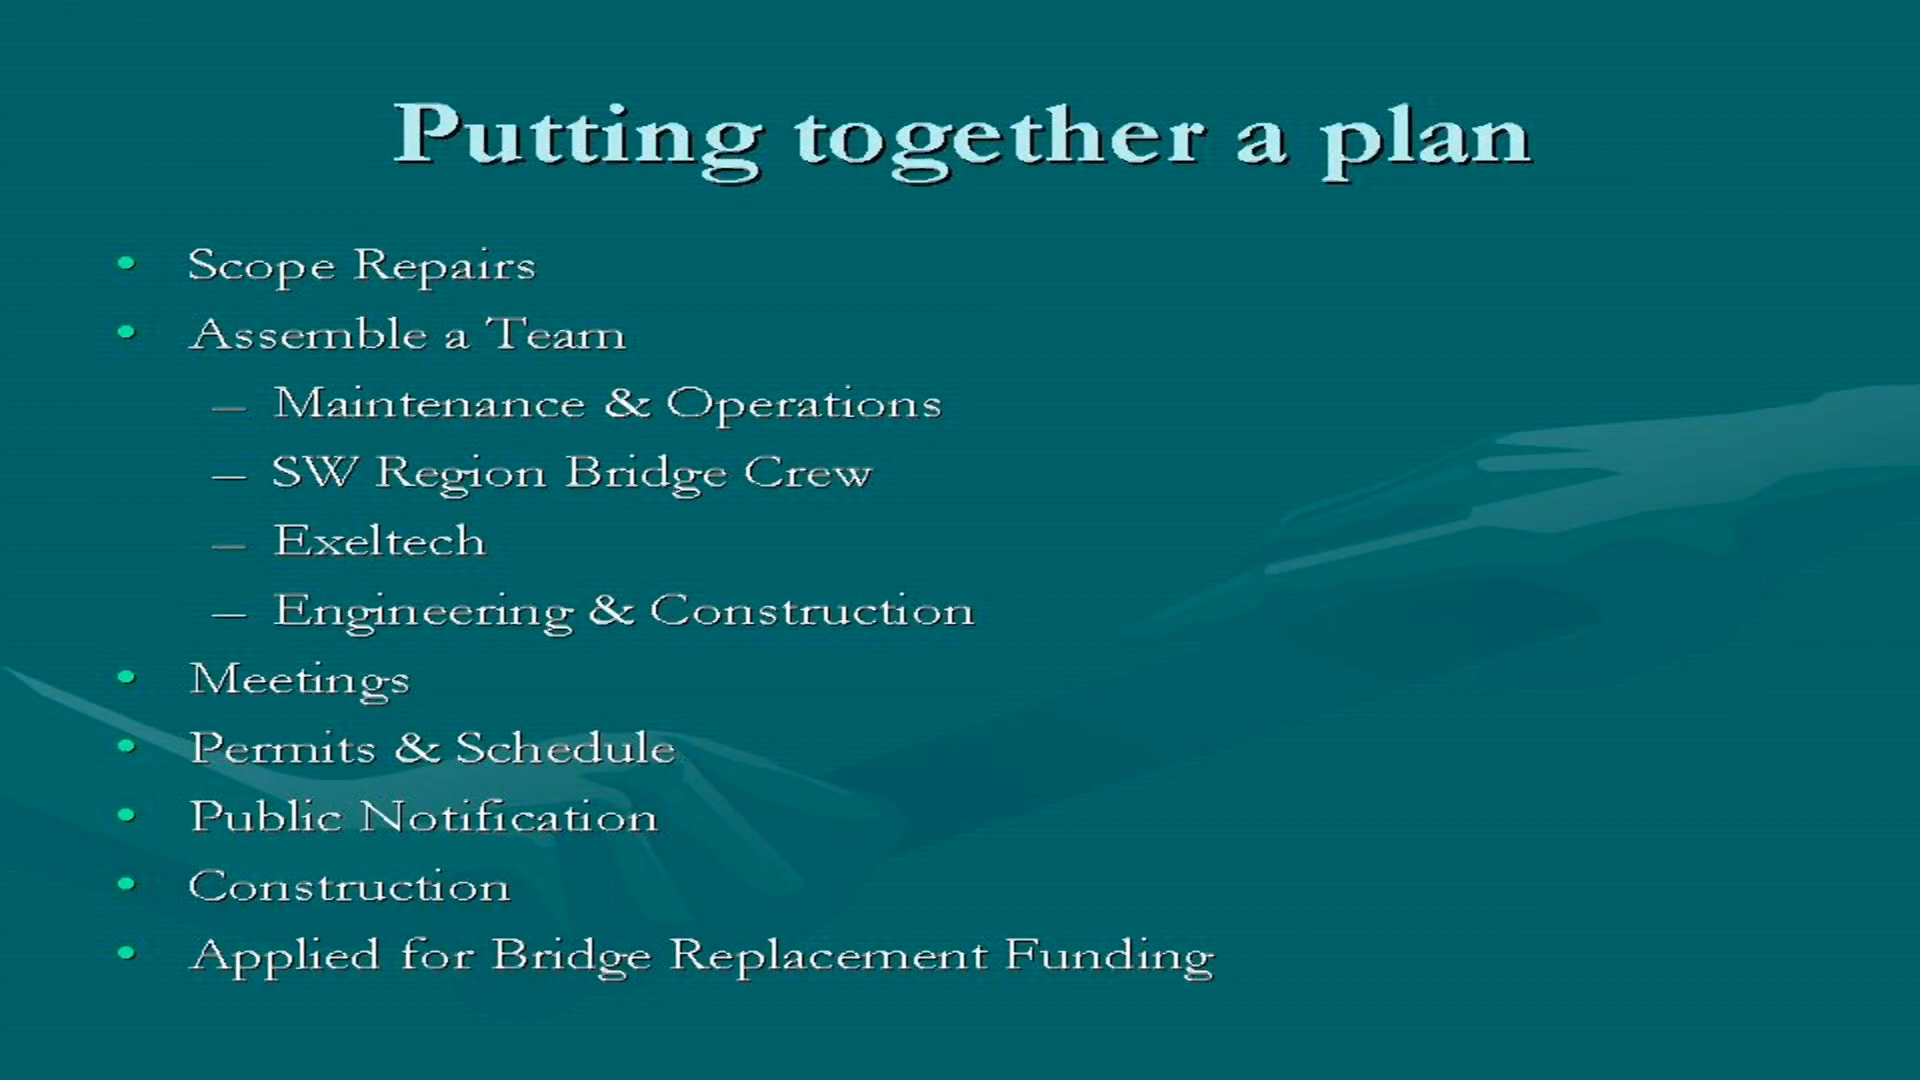 Putting together a plan
• Scope Repairs
• Assemble a Team
– Maintenance & Operations
– SW Region Bridge Crew
– Exeltech
– Engineering & Construction
• Meetings
• Permits & Schedule
• Public Notification
• Construction
• Applied for Bridge Replacement Funding